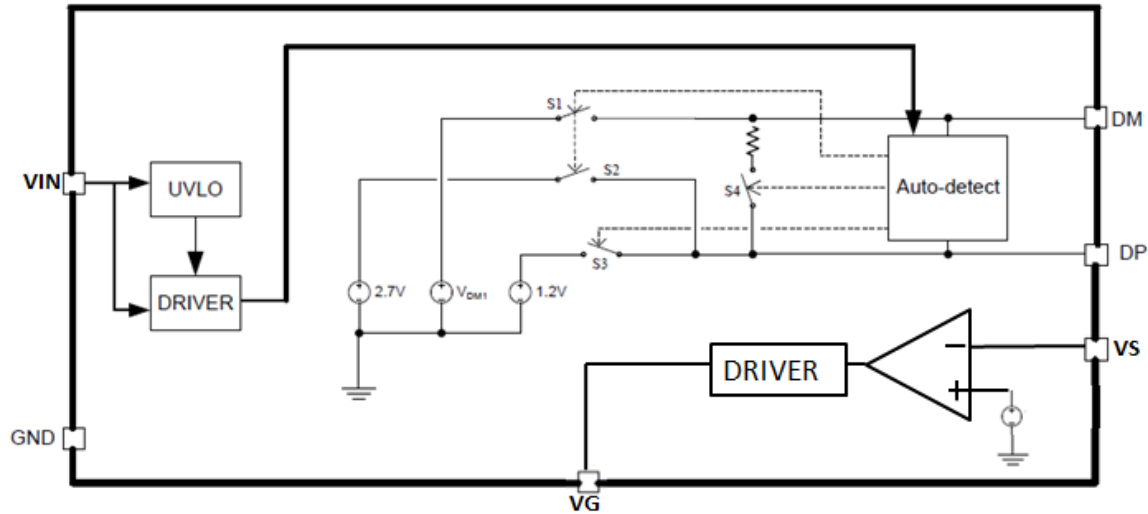 S1
DM
VIN
UVLO
S2
S4
Auto-detect
DP
S3
DRIVER
2.7V
VDM1
1.2V
VS
DRIVER
GND
VG